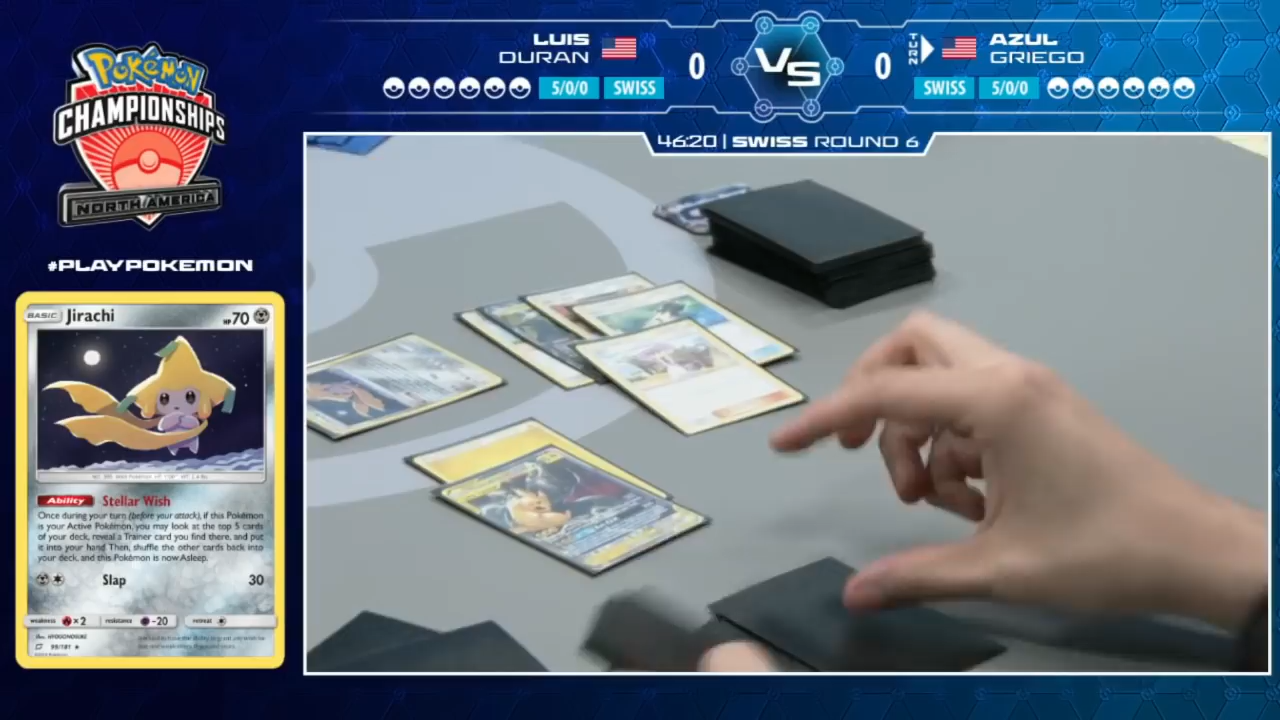 LUIS
DURAN
0
VS
0
TURN
AZUL
GRIEGO
5/0/0
SWISS
SWISS
5/0/0
46:20 | SWISS ROUND 6
Pokémon
CHAMPIONSHIPS
NORTH AMERICA
#PLAYPOKEMON
BASIC
Jirachi
HP70
Ability Stellar Wish
Once during your turn (before your attack), if this Pokémon
is your Active Pokémon, you may look at the top 5 cards
of your deck, reveal a Trainer card you find there, and put
it into your hand Then, shuffle the other cards back into
your deck, and this Pokémon is now Asleep.
Slap 30
weakness ×2 resistance -20 retreat
99/181